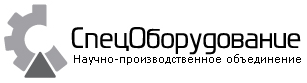 СпецОборудование
Научно-производственное объединение